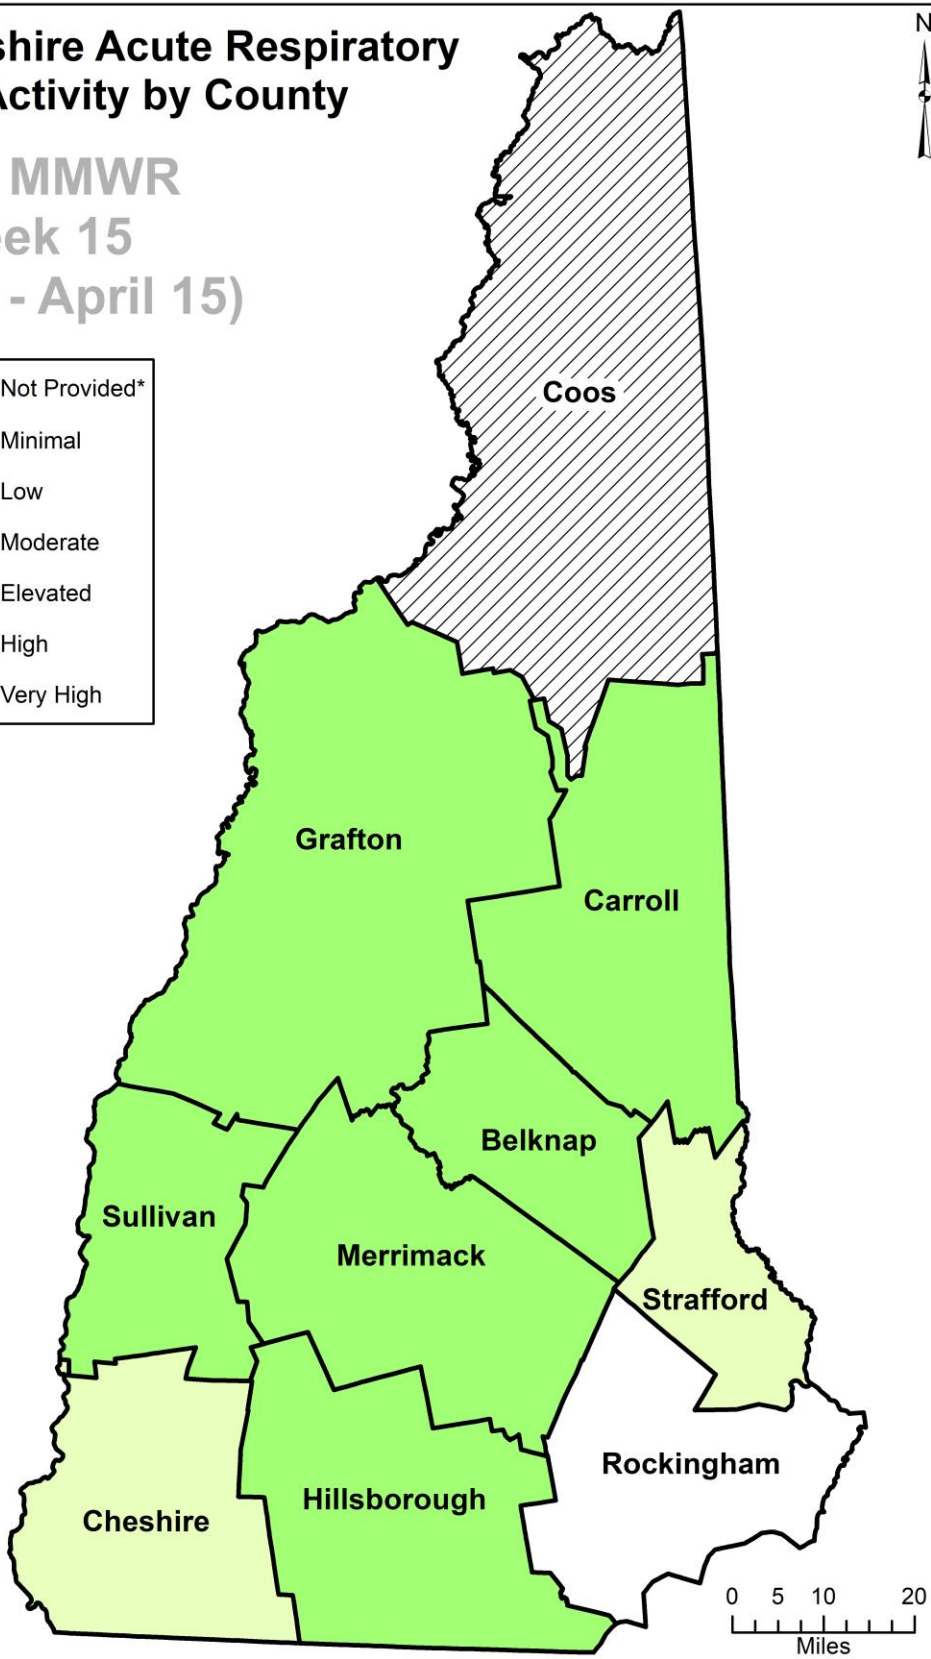 shire Acute Respiratory
Activity by County
MMWR
eek 15
- April 15)
N
Not Provided*
Minimal
Low
Moderate
Elevated
High
Very High
Coos
Grafton
Carroll
Belknap
Sullivan
Merrimack
Strafford
Rockingham
Hillsborough
Cheshire
0 5 10 20
Miles